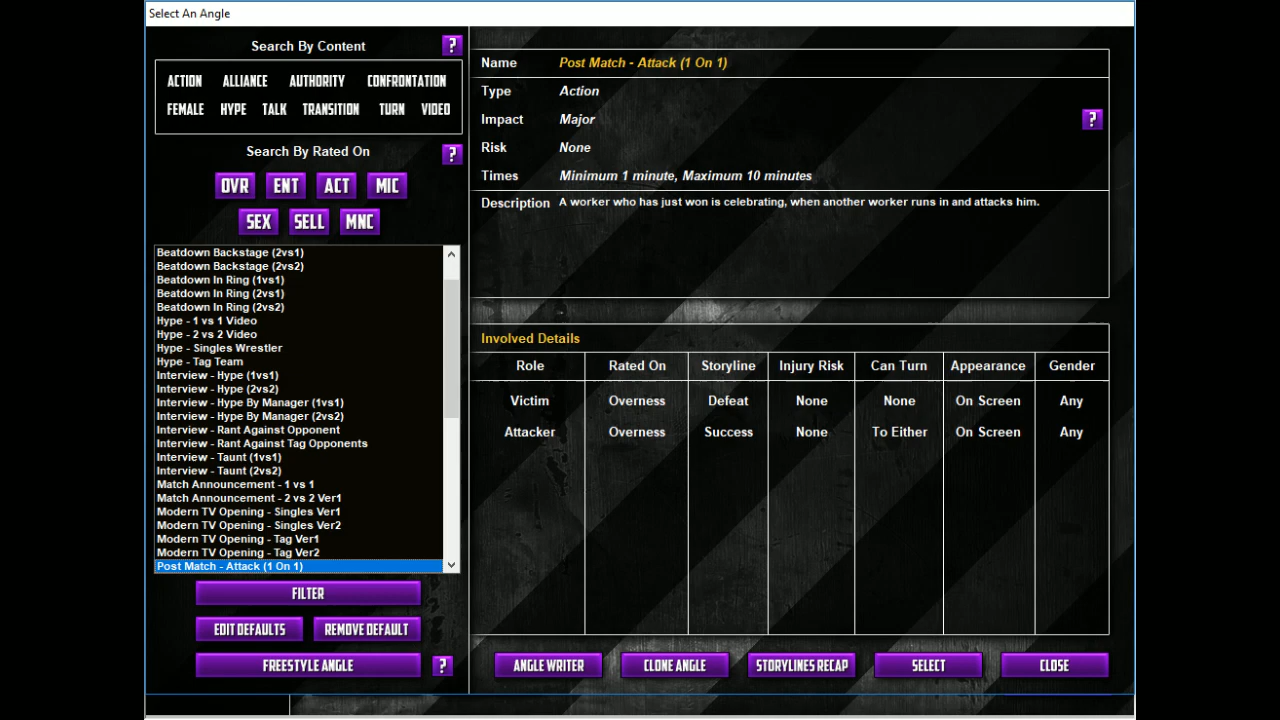 Select An Angle
Search By Content
?
ACTION ALLIANCE AUTHORITY CONFRONTATION
FEMALE HYPE TALK TRANSITION TURN VIDEO
Search By Rated On
?
OVR ENT ACT MIC
SEX SELL MNC
Beatdown Backstage (2vs1)
Beatdown Backstage (2vs2)
Beatdown In Ring (1vs1)
Beatdown In Ring (2vs1)
Beatdown In Ring (2vs2)
Hype - 1 vs 1 Video
Hype - 2 vs 2 Video
Hype - Singles Wrestler
Hype - Tag Team
Interview - Hype (1vs1)
Interview - Hype (2vs2)
Interview - Hype By Manager (1vs1)
Interview - Hype By Manager (2vs2)
Interview - Rant Against Opponent
Interview - Rant Against Tag Opponents
Interview - Taunt (1vs1)
Interview - Taunt (2vs2)
Match Announcement - 1 vs 1
Match Announcement - 2 vs 2 Ver1
Modern TV Opening - Singles Ver1
Modern TV Opening - Singles Ver2
Modern TV Opening - Tag Ver1
Modern TV Opening - Tag Ver2
Post Match - Attack (1 On 1)
FILTER
EDIT DEFAULTS REMOVE DEFAULT
FREESTYLE ANGLE ?
Name Post Match - Attack (1 On 1)
Type Action
Impact Major ?
Risk None
Times Minimum 1 minute, Maximum 10 minutes
Description A worker who has just won is celebrating, when another worker runs in and attacks him.
Involved Details
Role Rated On Storyline Injury Risk Can Turn Appearance Gender
Victim Overness Defeat None None On Screen Any
Attacker Overness Success None To Either On Screen Any
ANGLE WRITER CLONE ANGLE STORYLINES RECAP SELECT CLOSE